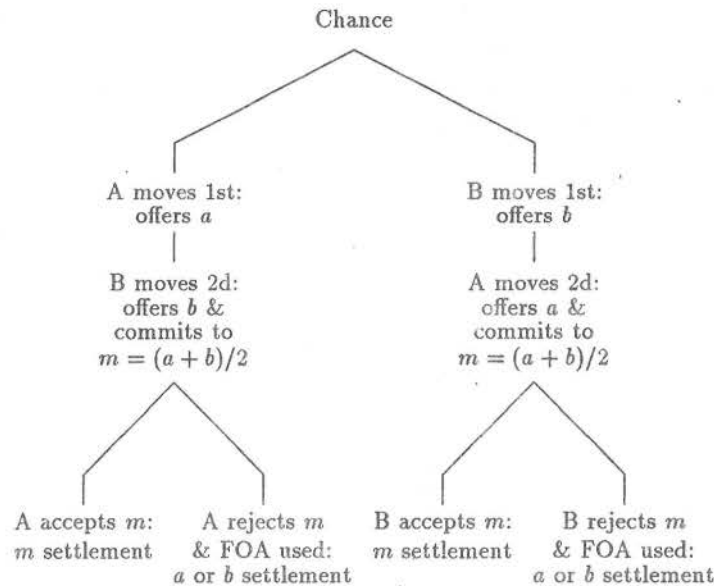 Chance
A moves 1st:
offers a
B moves 1st:
offers b
B moves 2d:
offers b &
commits to
m = (a + b)/2
A moves 2d:
offers a &
commits to
m = (a + b)/2
A accepts m:
m settlement
A rejects m
& FOA used:
a or b settlement
B accepts m:
m settlement
B rejects m
& FOA used:
a or b settlement